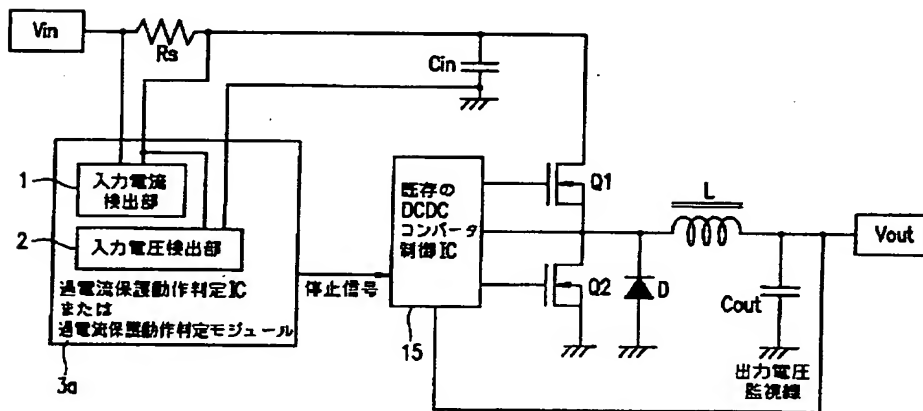 Vin
Rs
Cin
1
入力電流
検出部
2
入力電圧検出部
過電流保護動作判定IC
または
過電流保護動作判定モジュール
3a
停止信号
既存の
DCDC
コンバータ
制御IC
15
Q1
Q2
D
L
Cout
Vout
出力電圧
監視線